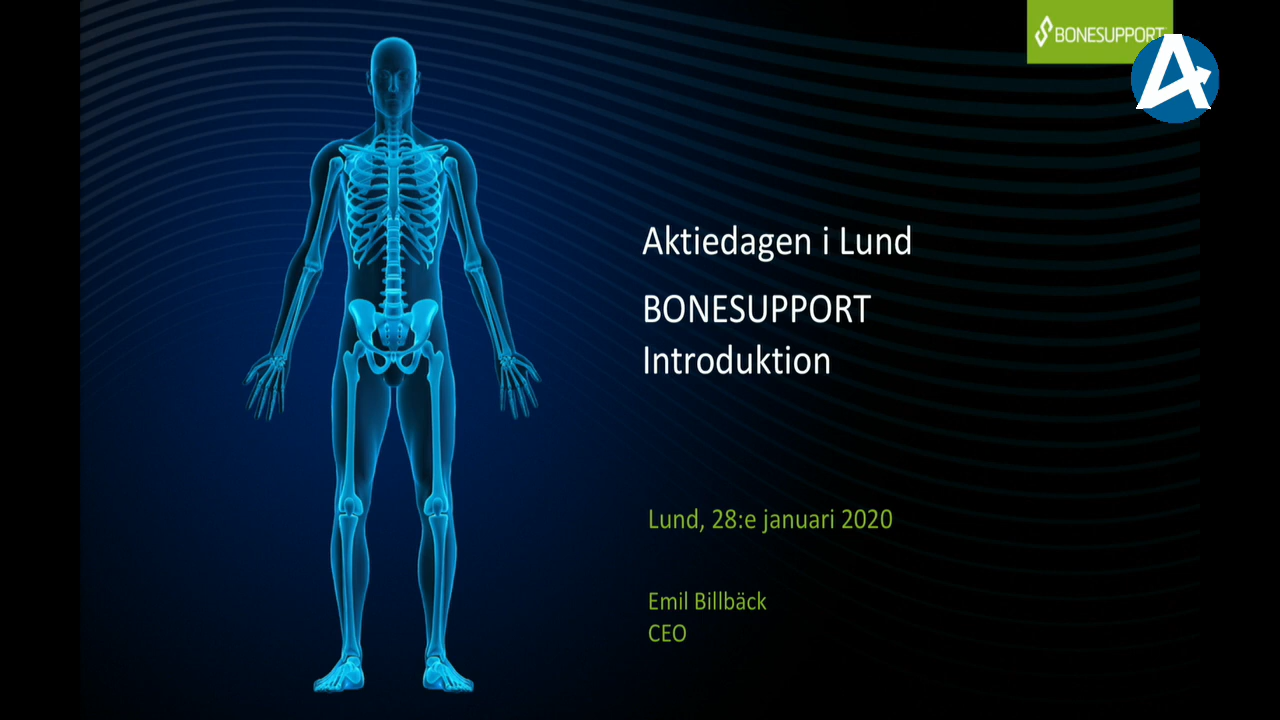 BONESUPPORT
Aktiedagen i Lund
BONESUPPORT
Introduktion
Lund, 28:e januari 2020
Emil Billbäck
CEO